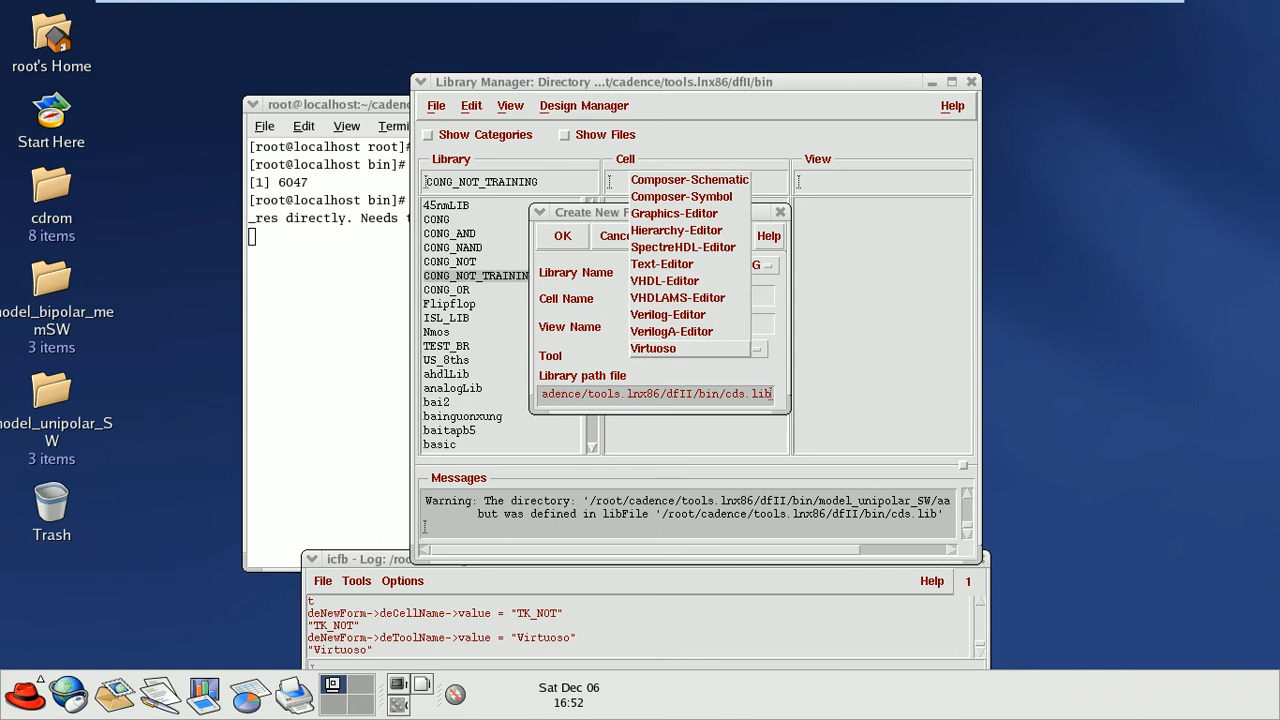 root's Home
Start Here
cdrom
8 items
model_bipolar_me
mSW
3 items
model_unipolar_S
W
3 items
Trash
root@localhost:~/cadenc
File Edit View Termi
[root@localhost root]#
[root@localhost bin]#
[1] 6047
[root@localhost bin]#
_res directly. Needs t
Library Manager: Directory ...t/cadence/tools.lnx86/dfII/bin
File Edit View Design Manager Help
Show Categories Show Files
Library Cell View
CONG_NOT_TRAINING
45nmLIB
CONG
CONG_AND
CONG_NAND
CONG_NOT
CONG_NOT_TRAININ
CONG_OR
Flipflop
ISL_LIB
Nmos
TEST_BR
US_8ths
ahdlLib
analogLib
bai2
bainguonxung
baitapb5
basic
Create New F
OK Canc Help
Library Name G
Cell Name
View Name
Tool
Composer-Schematic
Composer-Symbol
Graphics-Editor
Hierarchy-Editor
SpectreHDL-Editor
Text-Editor
VHDL-Editor
VHDLAMS-Editor
Verilog-Editor
VerilogA-Editor
Virtuoso
Library path file
adence/tools.lnx86/dfII/bin/cds.lib
Messages
Warning: The directory: '/root/cadence/tools.lnx86/dfII/bin/model_unipolar_SW/aa
but was defined in libFile '/root/cadence/tools.lnx86/dfII/bin/cds.lib'
icfb - Log: /ro
File Tools Options Help 1
t
deNewForm->deCellName->value = "TK_NOT"
"TK_NOT"
deNewForm->deToolName->value = "Virtuoso"
"Virtuoso"
Sat Dec 06
16:52